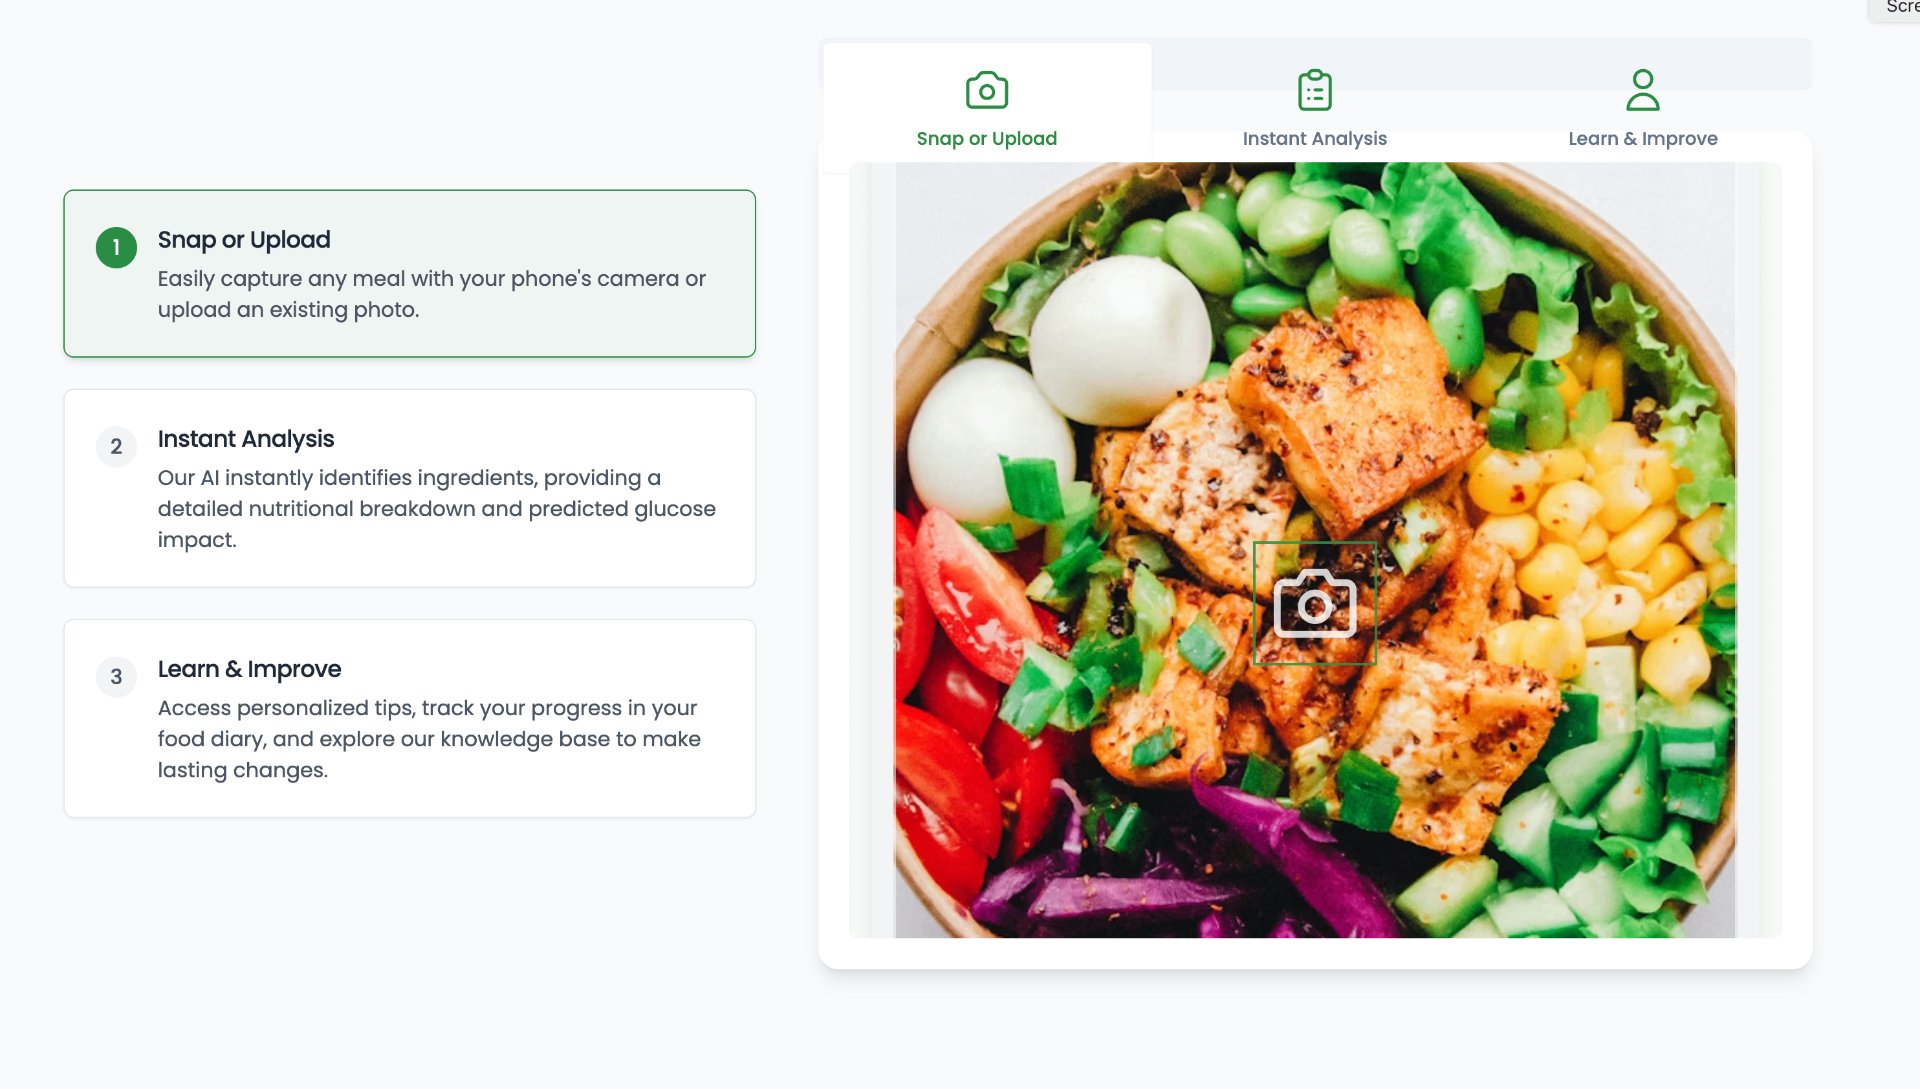 Snap or Upload
Instant Analysis
Learn & Improve
1
Snap or Upload
Easily capture any meal with your phone's camera or
upload an existing photo.
2
Instant Analysis
Our AI instantly identifies ingredients, providing a
detailed nutritional breakdown and predicted glucose
impact.
3
Learn & Improve
Access personalized tips, track your progress in your
food diary, and explore our knowledge base to make
lasting changes.